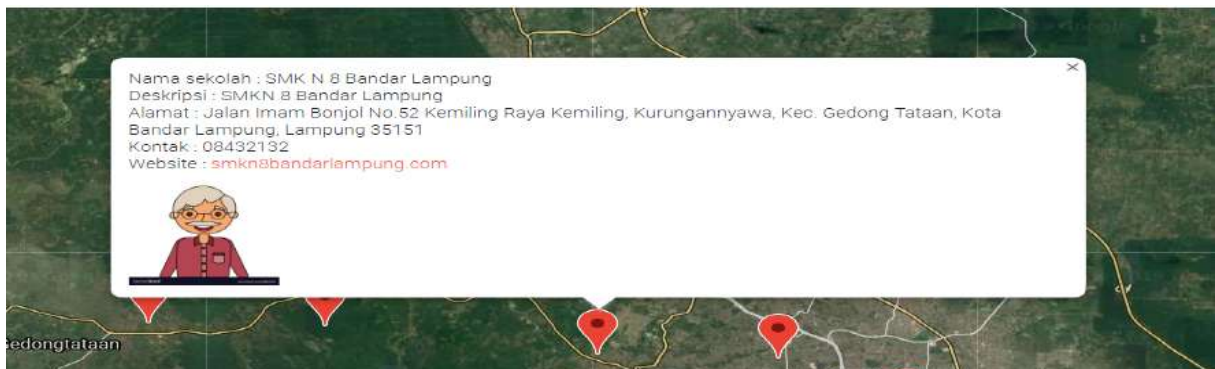 Nama sekolah : SMK N 8 Bandar Lampung
Deskripsi : SMKN 8 Bandar Lampung
Alamat : Jalan Imam Bonjol No.52 Kemiling Raya Kemiling, Kurungannyawa, Kec. Gedong Tataan, Kota
Bandar Lampung, Lampung 35151
Kontak : 08432132
Website : smkn8bandarlampung.com
edongtataan